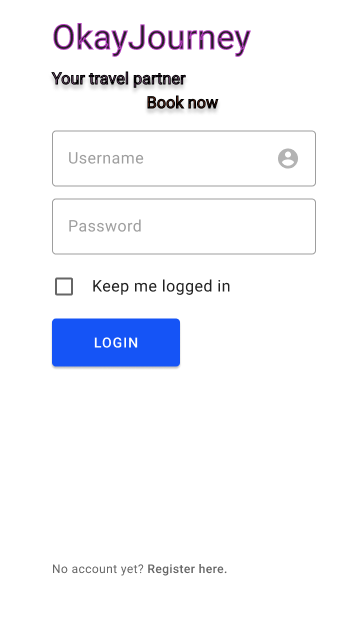 OkayJourney
Your travel partner
Book now
Username
Password
Keep me logged in
LOGIN
No account yet? Register here.